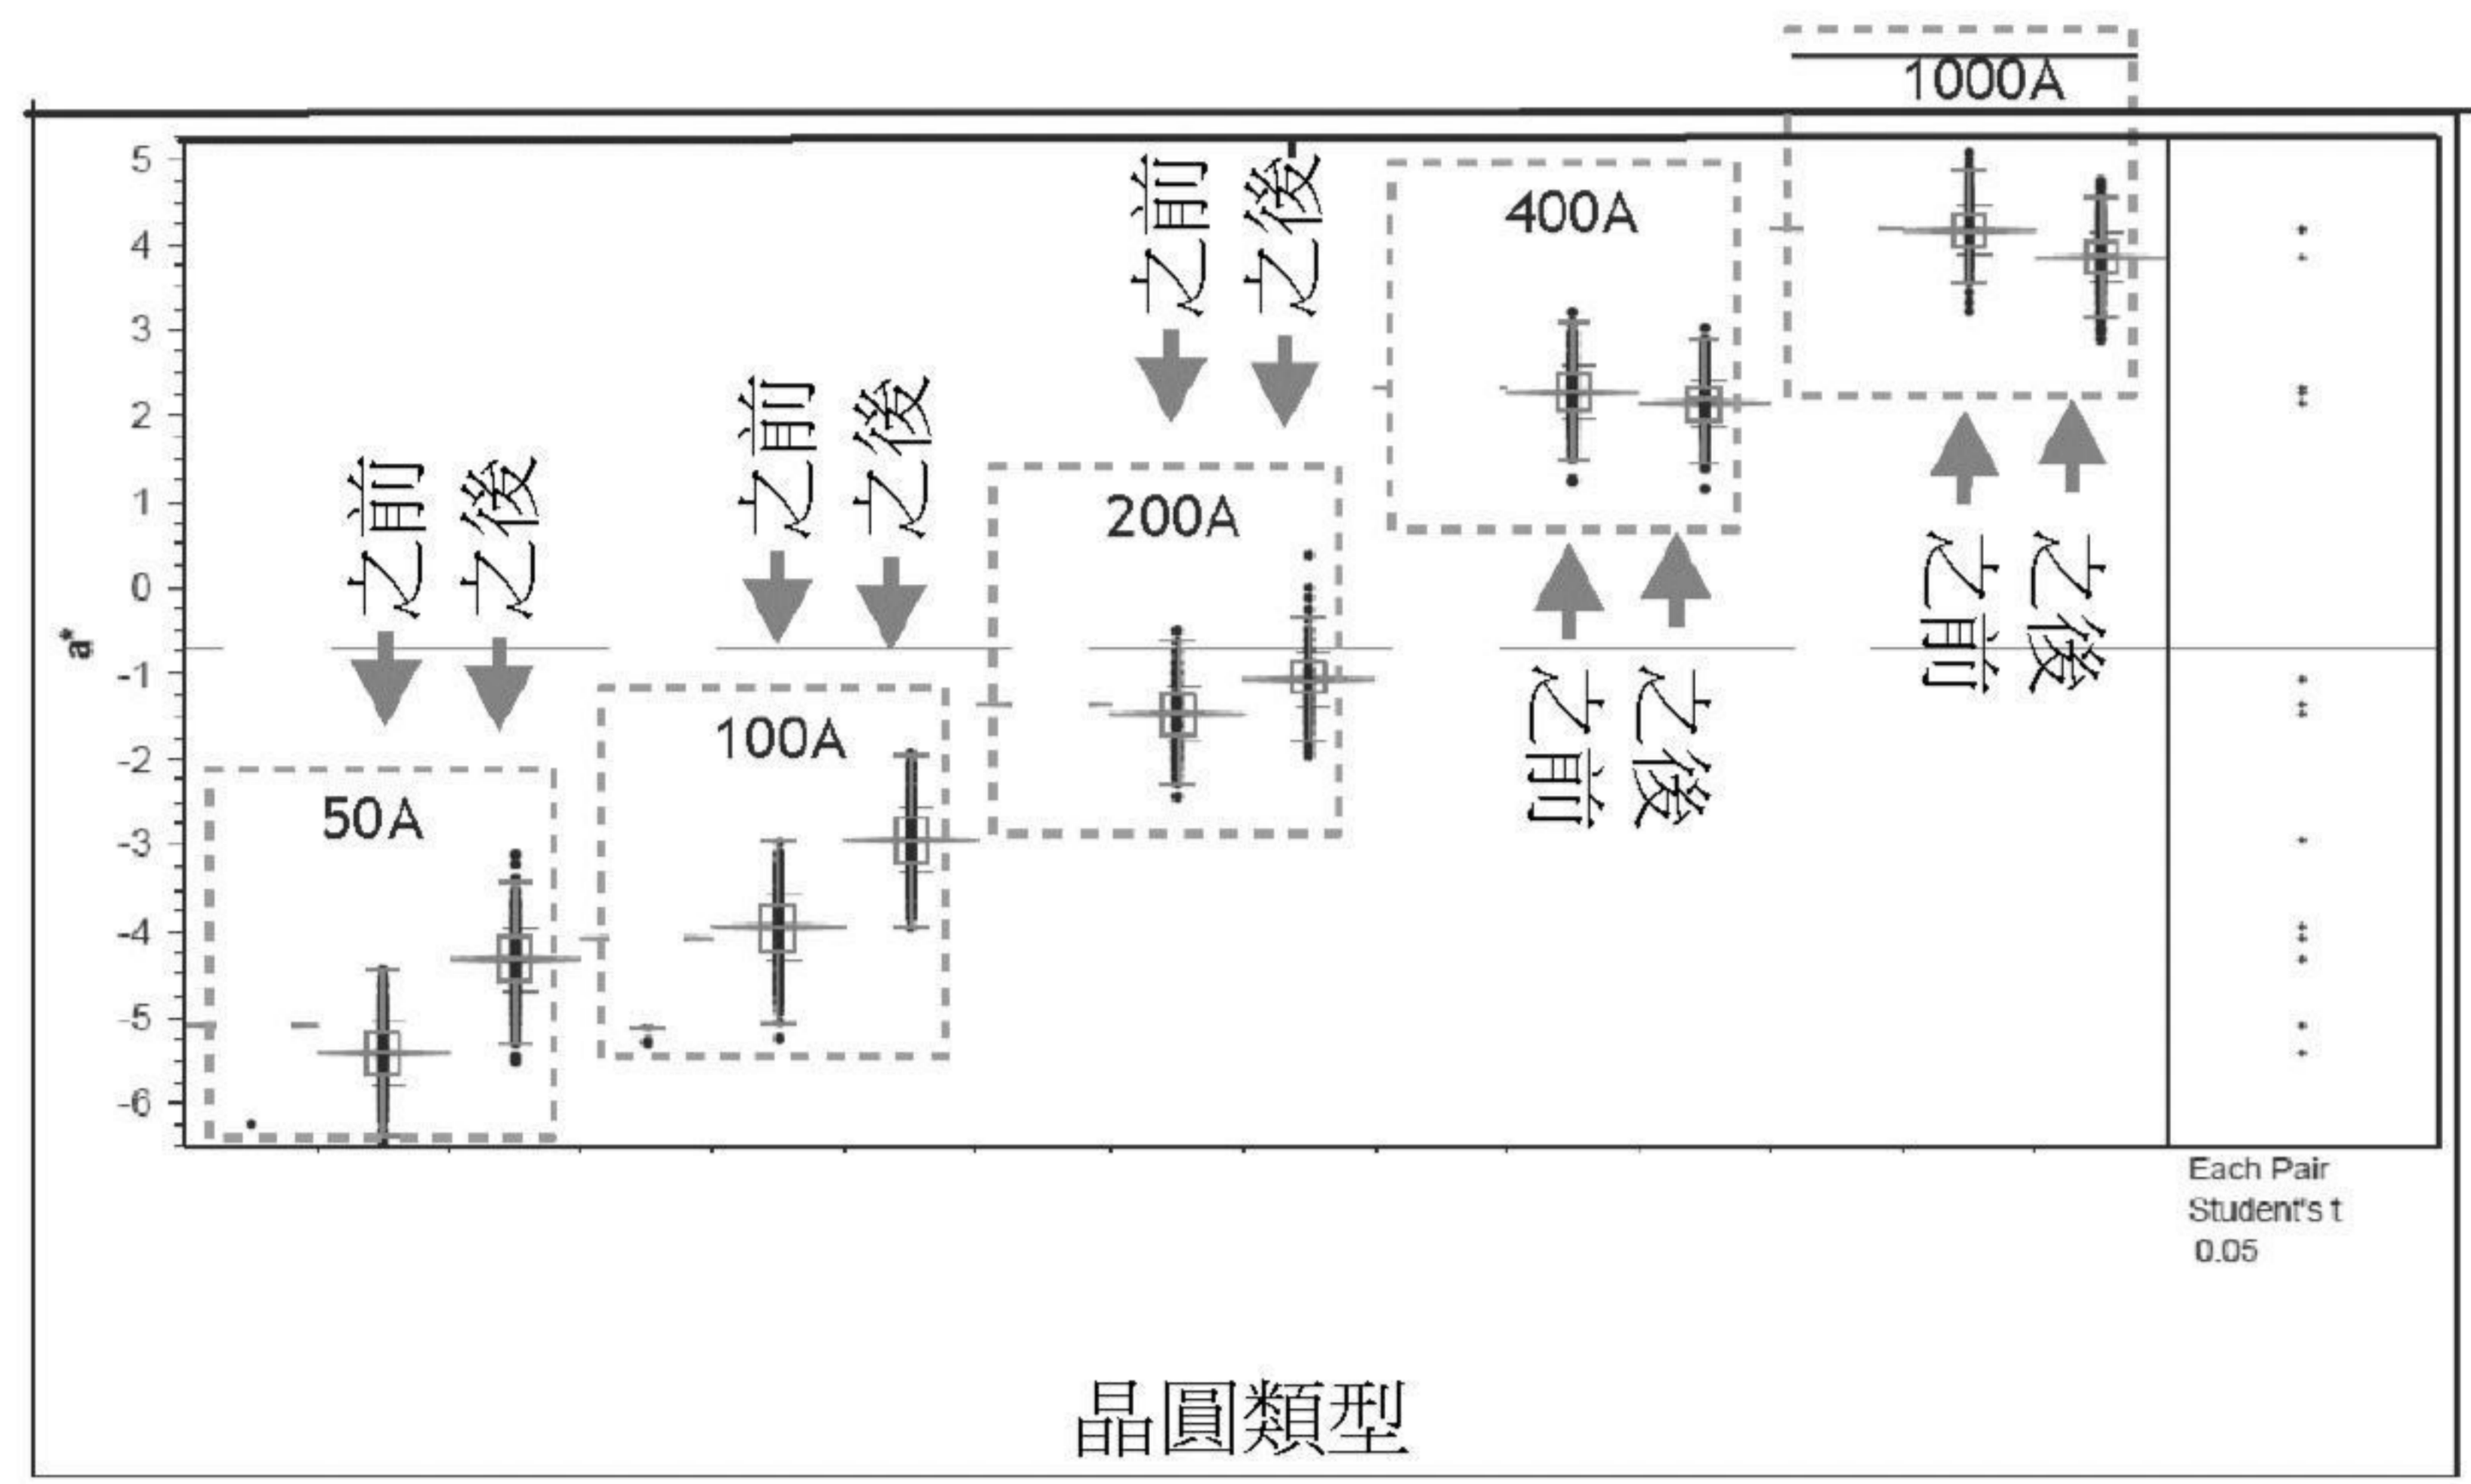 1000A
5
4
3
2
1
0
-1
-2
-3
-4
-5
-6
a*
之前
之後
50A
之前
之後
100A
之前
之後
200A
400A
之前
之後
之前
之後
Each Pair
Student's t
0.05
晶圓類型